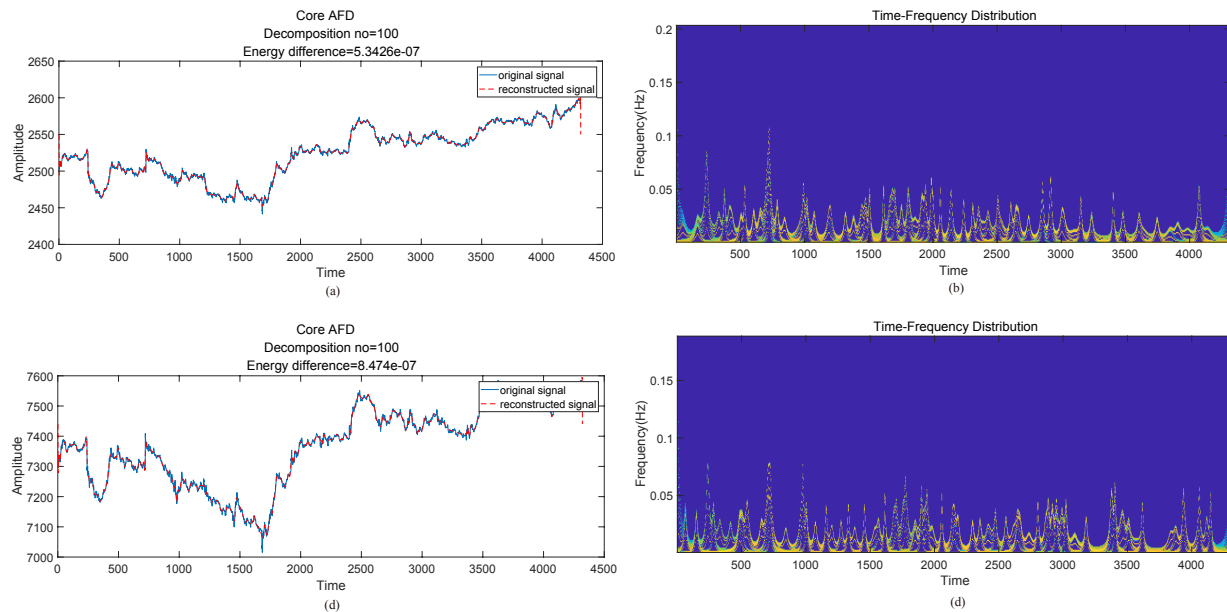 Core AFD
Decomposition no=100
Energy difference=5.3426e-07
2650
2600
2550
2500
2450
2400
Amplitude
original signal
reconstructed signal
0
500
1000
1500
2000
2500
3000
3500
4000
4500
Time
(a)
Time-Frequency Distribution
0.2
0.15
0.1
0.05
Frequency(Hz)
500
1000
1500
2000
2500
3000
3500
4000
Time
(b)
Core AFD
Decomposition no=100
Energy difference=8.474e-07
7600
7500
7400
7300
7200
7100
7000
Amplitude
original signal
reconstructed signal
0
500
1000
1500
2000
2500
3000
3500
4000
4500
Time
(d)
Time-Frequency Distribution
0.15
0.1
0.05
Frequency(Hz)
500
1000
1500
2000
2500
3000
3500
4000
Time
(d)